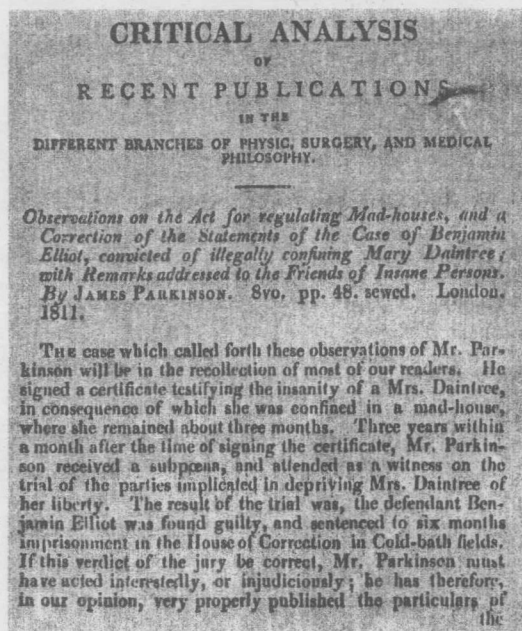 CRITICAL ANALYSIS
OF
RECENT PUBLICATIONS
IN THE
DIFFERENT BRANCHES OF PHYSIC, SURGERY, AND MEDICAL
PHILOSOPHY.
Observations on the Act for regulating Mad-houses, and a
Correction of the Statements of the Case of Benjamin
Elliot, convicted of illegally confining Mary Daintree;
with Remarks addressed to the Friends of Insane Persons.
By JAMES PARKINSON. 8vo. pp. 48. sewed. London.
1811.
THE case which called forth these observations of Mr. Par-
kinson will be in the recollection of most of our readers. He
signed a certificate testifying the insanity of a Mrs. Daintree,
in consequence of which she was confined in a mad-house,
where she remained about three months. Three years within
a month after the time of signing the certificate, Mr. Parkin-
son received a subpœna, and attended as a witness on the
trial of the parties implicated in depriving Mrs. Daintree of
her liberty. The result of the trial was, the defendant Ben-
jamin Elliot was found guilty, and sentenced to six months
imprisonment in the House of Correction in Cold-bath fields.
If this verdict of the jury be correct, Mr. Parkinson must
have acted interestedly, or injudiciously; he has therefore,
in our opinion, very properly published the particulars of
the